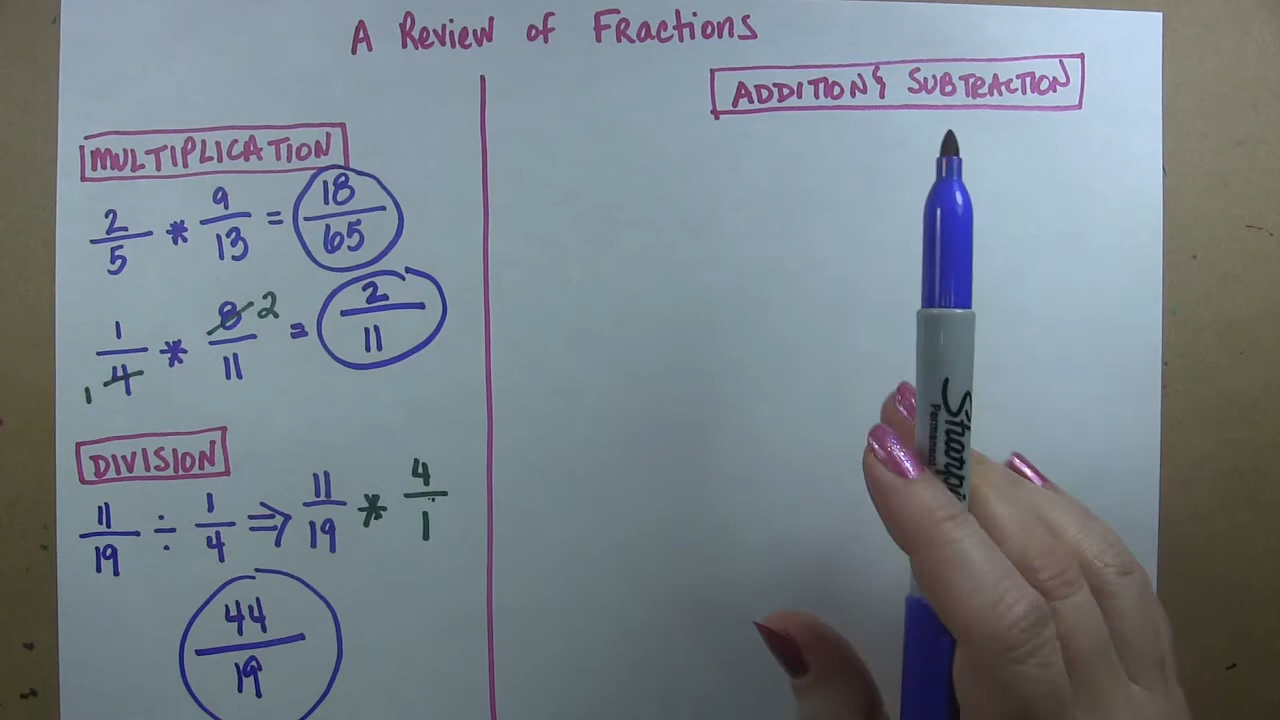 A Review of Fractions
MULTIPLICATION
2/5 * 9/13 = 18/65
1/4 1 * 8/11 2 = 2/11
DIVISION
11/19 ÷ 1/4 ⇒ 11/19 * 4/1
44/19
ADDITION & SUBTRACTION
Sharpie
Permanent